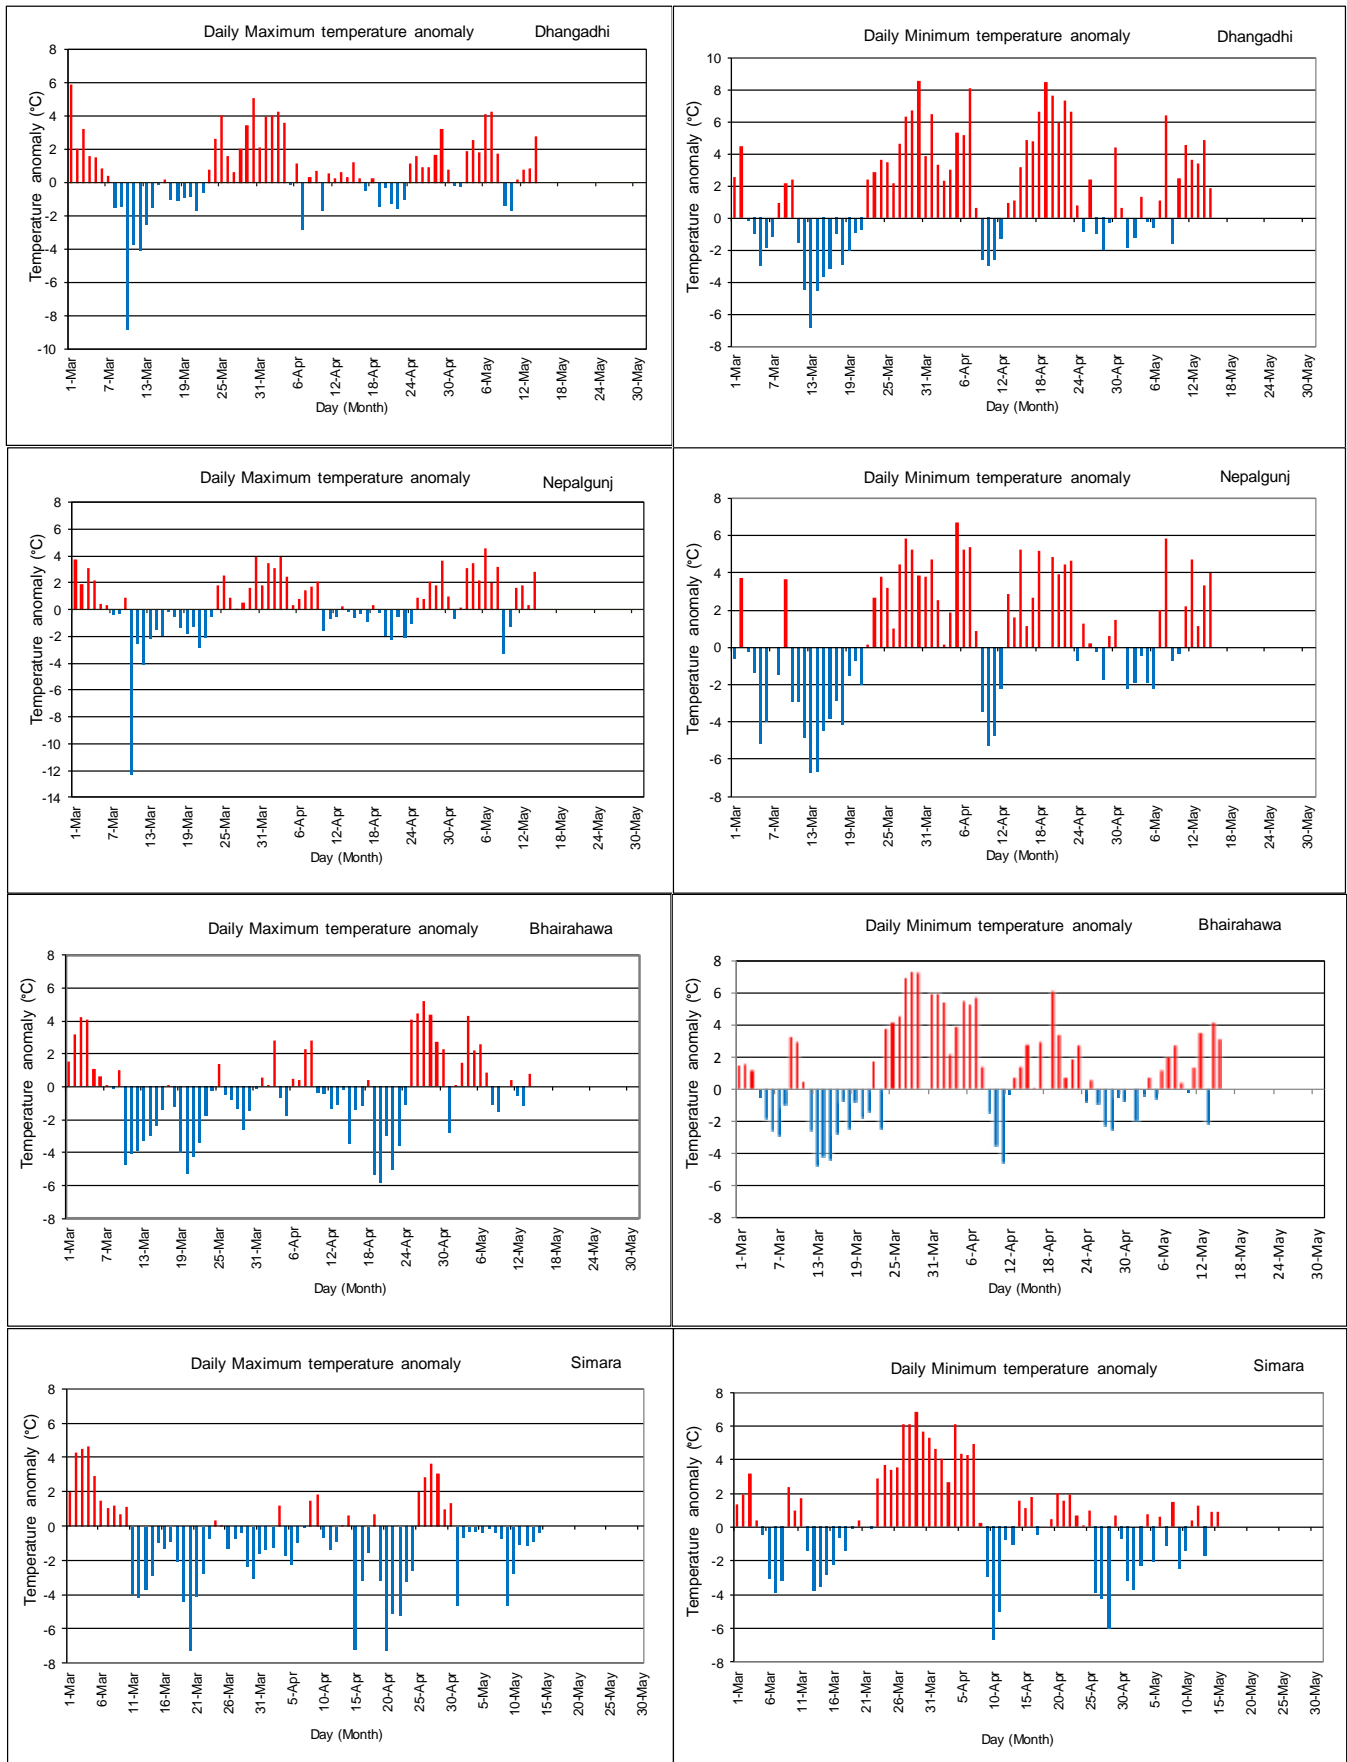 Daily Maximum temperature anomaly Dhangadhi
Temperature anomaly (°C)
8
6
4
2
0
-2
-4
-6
-8
-10
1-Mar 7-Mar 13-Mar 19-Mar 25-Mar 31-Mar 6-Apr 12-Apr 18-Apr 24-Apr 30-Apr 6-May 12-May 18-May 24-May 30-May
Day (Month)
Daily Minimum temperature anomaly Dhangadhi
Temperature anomaly (°C)
10
8
6
4
2
0
-2
-4
-6
-8
1-Mar 7-Mar 13-Mar 19-Mar 25-Mar 31-Mar 6-Apr 12-Apr 18-Apr 24-Apr 30-Apr 6-May 12-May 18-May 24-May 30-May
Day (Month)
Daily Maximum temperature anomaly Nepalgunj
Temperature anomaly (°C)
8
6
4
2
0
-2
-4
-6
-8
-10
-12
-14
1-Mar 7-Mar 13-Mar 19-Mar 25-Mar 31-Mar 6-Apr 12-Apr 18-Apr 24-Apr 30-Apr 6-May 12-May 18-May 24-May 30-May
Day (Month)
Daily Minimum temperature anomaly Nepalgunj
Temperature anomaly (°C)
8
6
4
2
0
-2
-4
-6
-8
1-Mar 7-Mar 13-Mar 19-Mar 25-Mar 31-Mar 6-Apr 12-Apr 18-Apr 24-Apr 30-Apr 6-May 12-May 18-May 24-May 30-May
Day (Month)
Daily Maximum temperature anomaly Bhairahawa
Temperature anomaly (°C)
8
6
4
2
0
-2
-4
-6
-8
1-Mar 7-Mar 13-Mar 19-Mar 25-Mar 31-Mar 6-Apr 12-Apr 18-Apr 24-Apr 30-Apr 6-May 12-May 18-May 24-May 30-May
Day (Month)
Daily Minimum temperature anomaly Bhairahawa
Temperature anomaly (°C)
8
6
4
2
0
-2
-4
-6
-8
1-Mar 7-Mar 13-Mar 19-Mar 25-Mar 31-Mar 6-Apr 12-Apr 18-Apr 24-Apr 30-Apr 6-May 12-May 18-May 24-May 30-May
Day (Month)
Daily Maximum temperature anomaly Simara
Temperature anomaly (°C)
8
6
4
2
0
-2
-4
-6
-8
1-Mar 6-Mar 11-Mar 16-Mar 21-Mar 26-Mar 31-Mar 5-Apr 10-Apr 15-Apr 20-Apr 25-Apr 30-Apr 5-May 10-May 15-May 20-May 25-May 30-May
Day (Month)
Daily Minimum temperature anomaly Simara
Temperature anomaly (°C)
8
6
4
2
0
-2
-4
-6
-8
1-Mar 6-Mar 11-Mar 16-Mar 21-Mar 26-Mar 31-Mar 5-Apr 10-Apr 15-Apr 20-Apr 25-Apr 30-Apr 5-May 10-May 15-May 20-May 25-May 30-May
Day (Month)